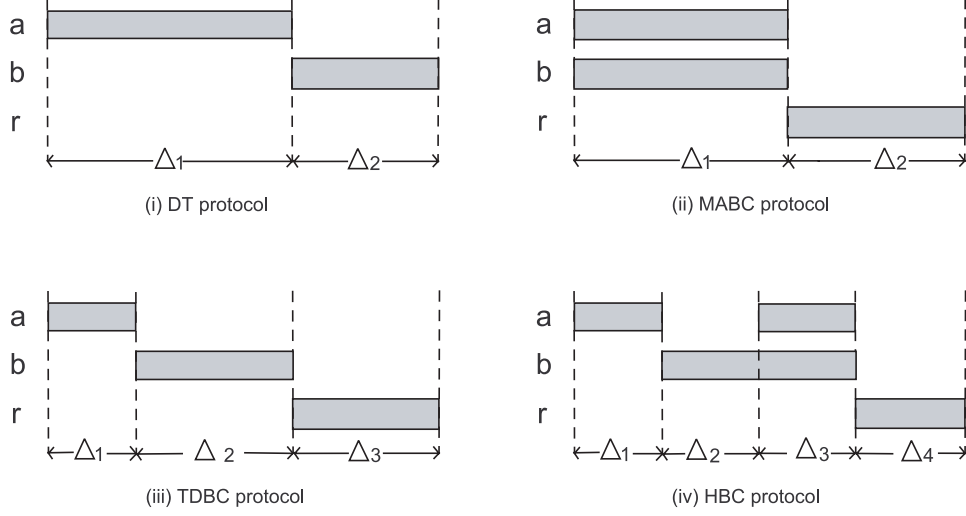 a a
b b
r r
Δ1 Δ2 Δ1 Δ2
(i) DT protocol (ii) MABC protocol
a a
b b
r r
Δ1 Δ2 Δ3 Δ1 Δ2 Δ3 Δ4
(iii) TDBC protocol (iv) HBC protocol